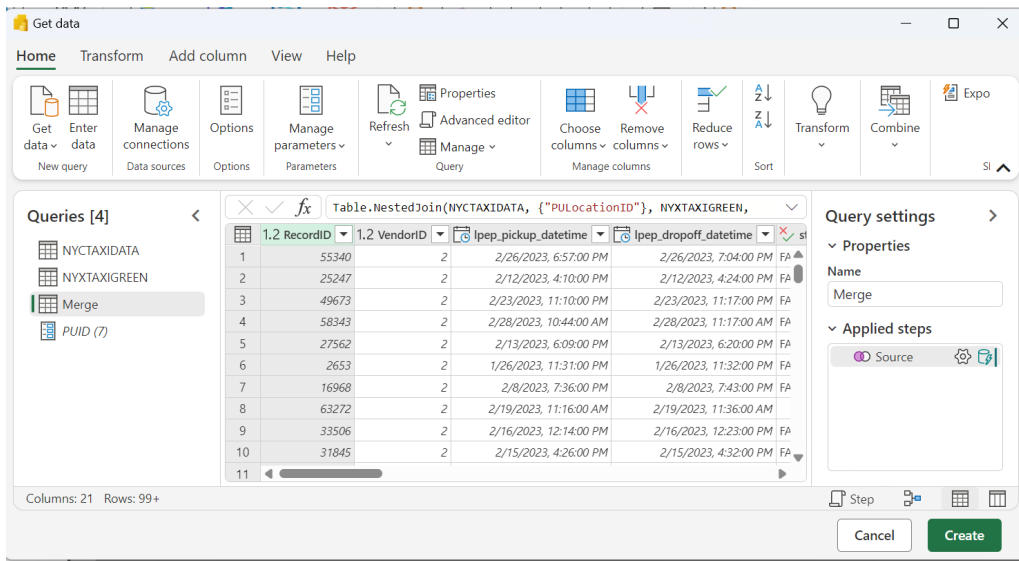 Get data
Home Transform Add column View Help
Get data
Enter data
New query
Manage connections
Data sources
Options
Options
Manage parameters
Parameters
Refresh
Properties
Advanced editor
Manage
Query
Choose columns
Remove columns
Manage columns
Reduce rows
A Z
Z A
Sort
Transform
Combine
Expo
Queries [4]
NYCTAXIDATA
NYXTAXIGREEN
Merge
PUID (7)
fx Table.NestedJoin(NYCTAXIDATA, {"PULocationID"}, NYXTAXIGREEN,
1.2 RecordID 1.2 VendorID lpep_pickup_datetime lpep_dropoff_datetime st
1 55340 2 2/26/2023, 6:57:00 PM 2/26/2023, 7:04:00 PM FA
2 25247 2 2/12/2023, 4:10:00 PM 2/12/2023, 4:24:00 PM FA
3 49673 2 2/23/2023, 11:10:00 PM 2/23/2023, 11:17:00 PM FA
4 58343 2 2/28/2023, 10:44:00 AM 2/28/2023, 11:17:00 AM FA
5 27562 2 2/13/2023, 6:09:00 PM 2/13/2023, 6:20:00 PM FA
6 2653 2 1/26/2023, 11:31:00 PM 1/26/2023, 11:32:00 PM FA
7 16968 2 2/8/2023, 7:36:00 PM 2/8/2023, 7:43:00 PM FA
8 63272 2 2/19/2023, 11:16:00 AM 2/19/2023, 11:36:00 AM
9 33506 2 2/16/2023, 12:14:00 PM 2/16/2023, 12:23:00 PM FA
10 31845 2 2/15/2023, 4:26:00 PM 2/15/2023, 4:32:00 PM FA
11
Query settings
Properties
Name
Merge
Applied steps
Source
Columns: 21 Rows: 99+
Step
Cancel
Create